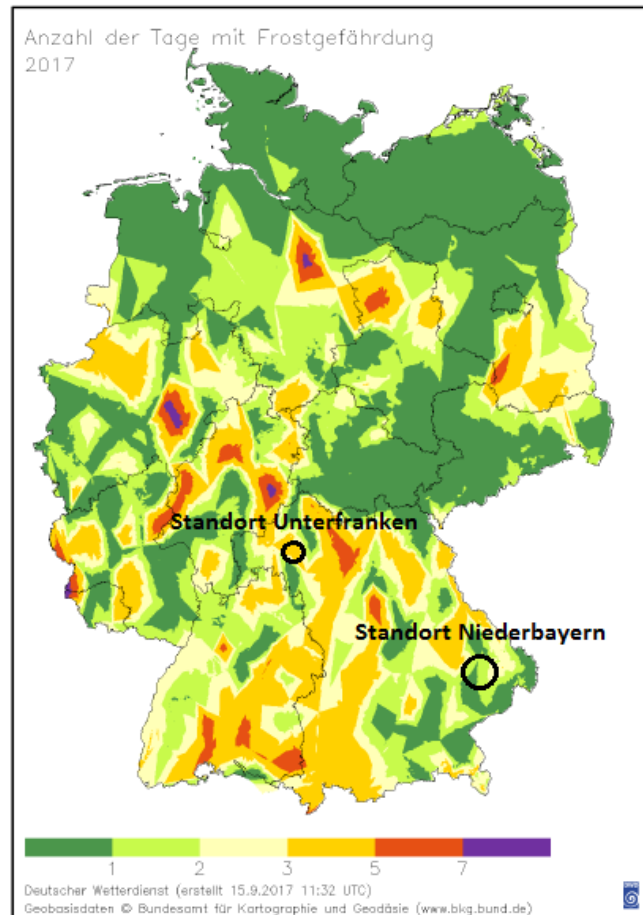 Anzahl der Tage mit Frostgefährdung
2017
Standort Unterfranken
Standort Niederbayern
1 2 3 5 7
Deutscher Wetterdienst (erstellt 15.9.2017 11:32 UTC)
Geobasisdaten © Bundesamt für Kartographie und Geodäsie (www.bkg.bund.de)